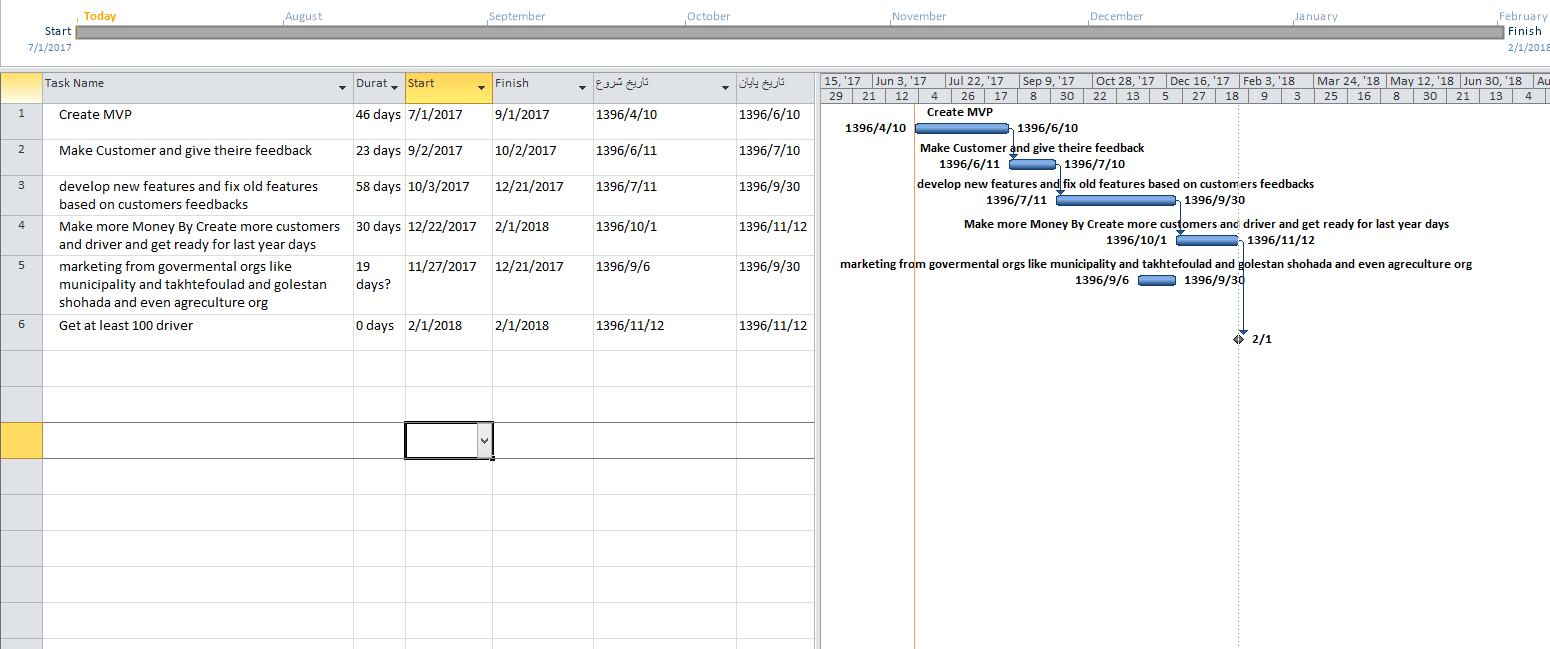 Today August September October November December January February
Start Finish
7/1/2017 2/1/2018
Task Name Durat Start Finish تاریخ شروع تاریخ پایان
15, '17 Jun 3, '17 Jul 22, '17 Sep 9, '17 Oct 28, '17 Dec 16, '17 Feb 3, '18 Mar 24, '18 May 12, '18 Jun 30, '18 Au
29 21 12 4 26 17 8 30 22 13 5 27 18 9 3 25 16 8 30 21 13 4
1 Create MVP 46 days 7/1/2017 9/1/2017 1396/4/10 1396/6/10
2 Make Customer and give theire feedback 23 days 9/2/2017 10/2/2017 1396/6/11 1396/7/10
3 develop new features and fix old features 58 days 10/3/2017 12/21/2017 1396/7/11 1396/9/30
based on customers feedbacks
4 Make more Money By Create more customers 30 days 12/22/2017 2/1/2018 1396/10/1 1396/11/12
and driver and get ready for last year days
5 marketing from govermental orgs like 19 11/27/2017 12/21/2017 1396/9/6 1396/9/30
municipality and takhtefoulad and golestan days?
shohada and even agreculture org
6 Get at least 100 driver 0 days 2/1/2018 2/1/2018 1396/11/12 1396/11/12
Create MVP
1396/4/10 1396/6/10
Make Customer and give theire feedback
1396/6/11 1396/7/10
develop new features and fix old features based on customers feedbacks
1396/7/11 1396/9/30
Make more Money By Create more customers and driver and get ready for last year days
1396/10/1 1396/11/12
marketing from govermental orgs like municipality and takhtefoulad and golestan shohada and even agreculture org
1396/9/6 1396/9/30
2/1